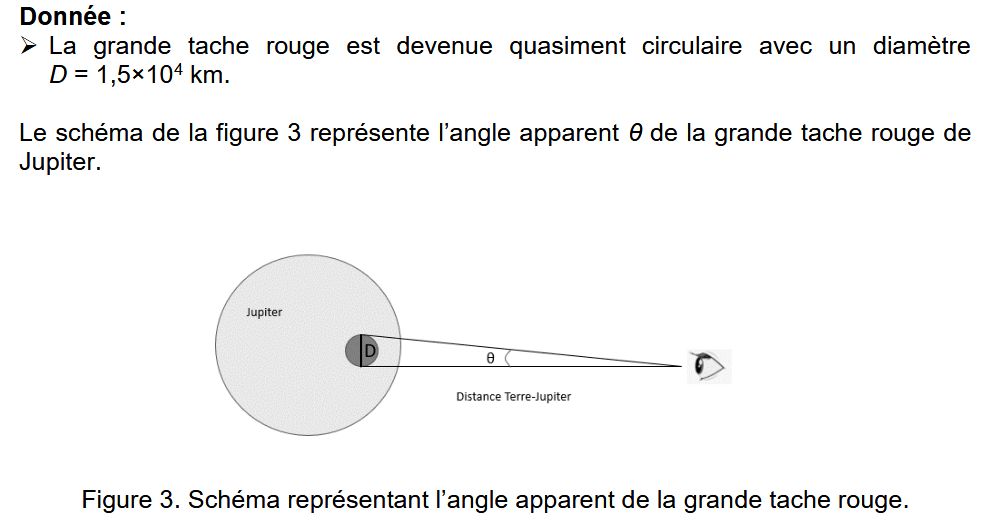 Donnée :
➢ La grande tache rouge est devenue quasiment circulaire avec un diamètre
D = 1,5×10⁴ km.
Le schéma de la figure 3 représente l’angle apparent θ de la grande tache rouge de
Jupiter.
Jupiter
D
θ
Distance Terre-Jupiter
Figure 3. Schéma représentant l’angle apparent de la grande tache rouge.